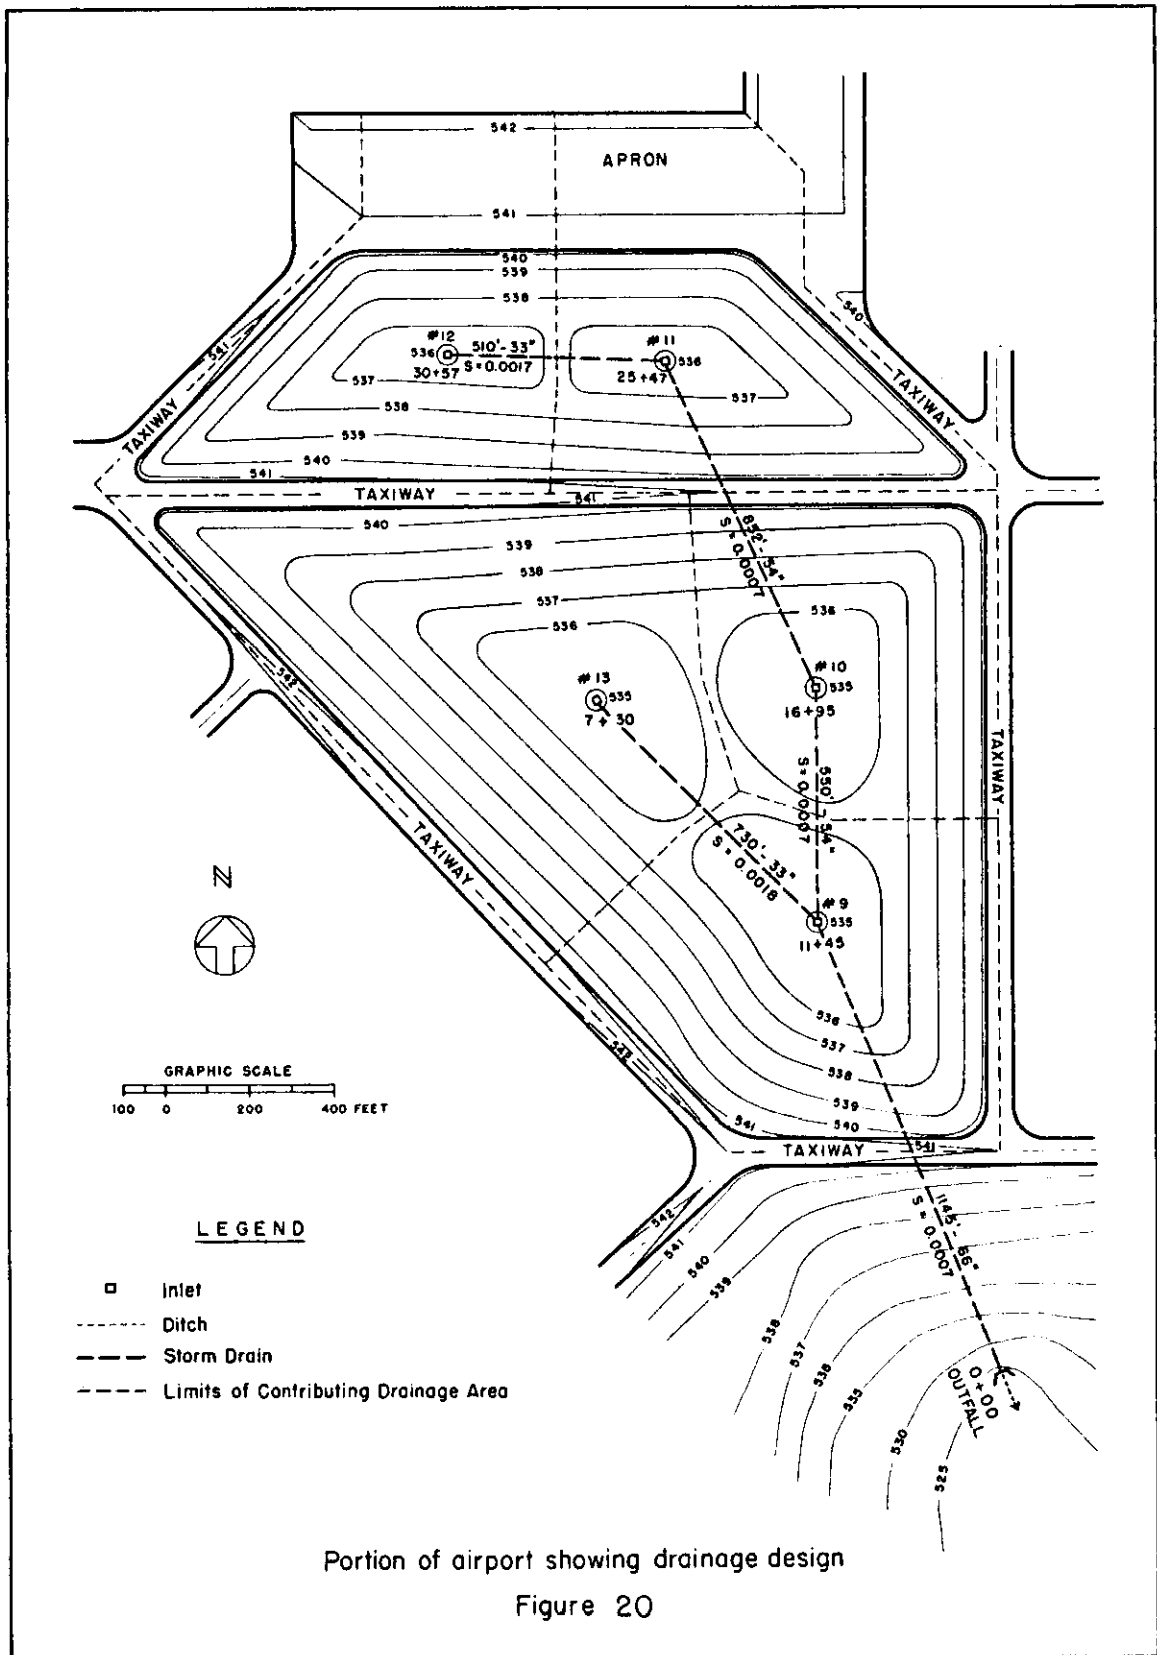 542
APRON
541
540
539
538
540
#12
536
30+57
510'-33"
S=0.0017
#11
536
25+47
537
537
538
539
540
541
541
TAXIWAY
TAXIWAY
TAXIWAY
541
540
539
538
537
536
852'-54"
S=0.0007
536
#13
535
7+30
#10
535
16+95
TAXIWAY
542
550'-54"
S=0.0007
730'-33"
S=0.0018
TAXIWAY
N
#9
535
11+45
536
537
538
539
540
541
GRAPHIC SCALE
100 0 200 400 FEET
TAXIWAY
541
1145'-66"
S=0.0007
LEGEND
542
541
540
539
538
537
536
535
530
525
Inlet
Ditch
Storm Drain
Limits of Contributing Drainage Area
0+00
OUTFALL
Portion of airport showing drainage design
Figure 20